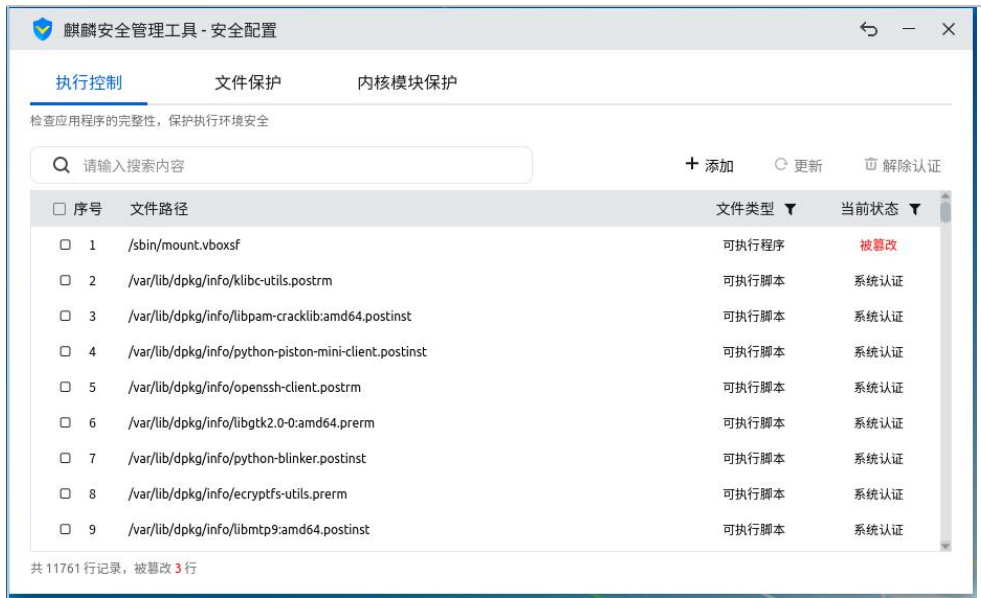 麒麟安全管理工具 - 安全配置
执行控制 文件保护 内核模块保护
检查应用程序的完整性，保护执行环境安全
请输入搜索内容 添加 更新 解除认证
序号 文件路径 文件类型 当前状态
1 /sbin/mount.vboxsf 可执行程序 被篡改
2 /var/lib/dpkg/info/klibc-utils.postrm 可执行脚本 系统认证
3 /var/lib/dpkg/info/libpam-cracklib:amd64.postinst 可执行脚本 系统认证
4 /var/lib/dpkg/info/python-piston-mini-client.postinst 可执行脚本 系统认证
5 /var/lib/dpkg/info/openssh-client.postrm 可执行脚本 系统认证
6 /var/lib/dpkg/info/libgtk2.0-0:amd64.prerm 可执行脚本 系统认证
7 /var/lib/dpkg/info/python-blinker.postinst 可执行脚本 系统认证
8 /var/lib/dpkg/info/ecryptfs-utils.prerm 可执行脚本 系统认证
9 /var/lib/dpkg/info/libmtp9:amd64.postinst 可执行脚本 系统认证
共 11761 行记录，被篡改 3 行